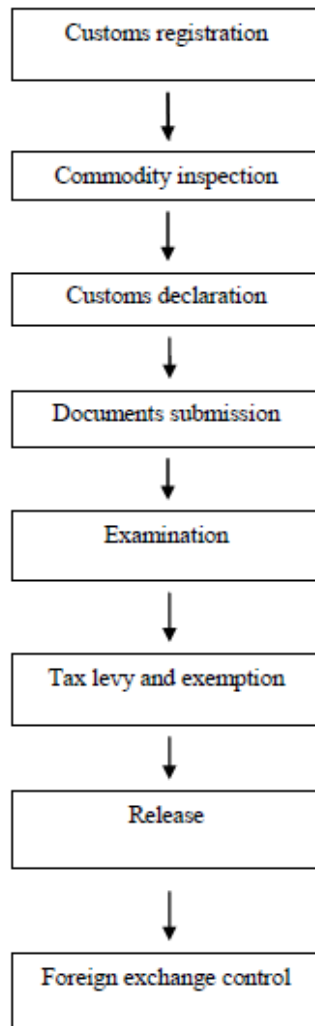 Customs registration
Commodity inspection
Customs declaration
Documents submission
Examination
Tax levy and exemption
Release
Foreign exchange control